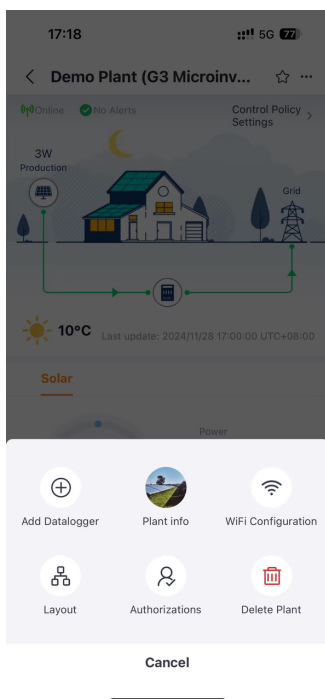 17:18
5G 77
Demo Plant (G3 Microinv...
Online
No Alerts
Control Policy
Settings
3W
Production
Grid
10°C
Last update: 2024/11/28 17:00:00 UTC+08:00
Solar
Power
Add Datalogger
Plant info
WiFi Configuration
Layout
Authorizations
Delete Plant
Cancel